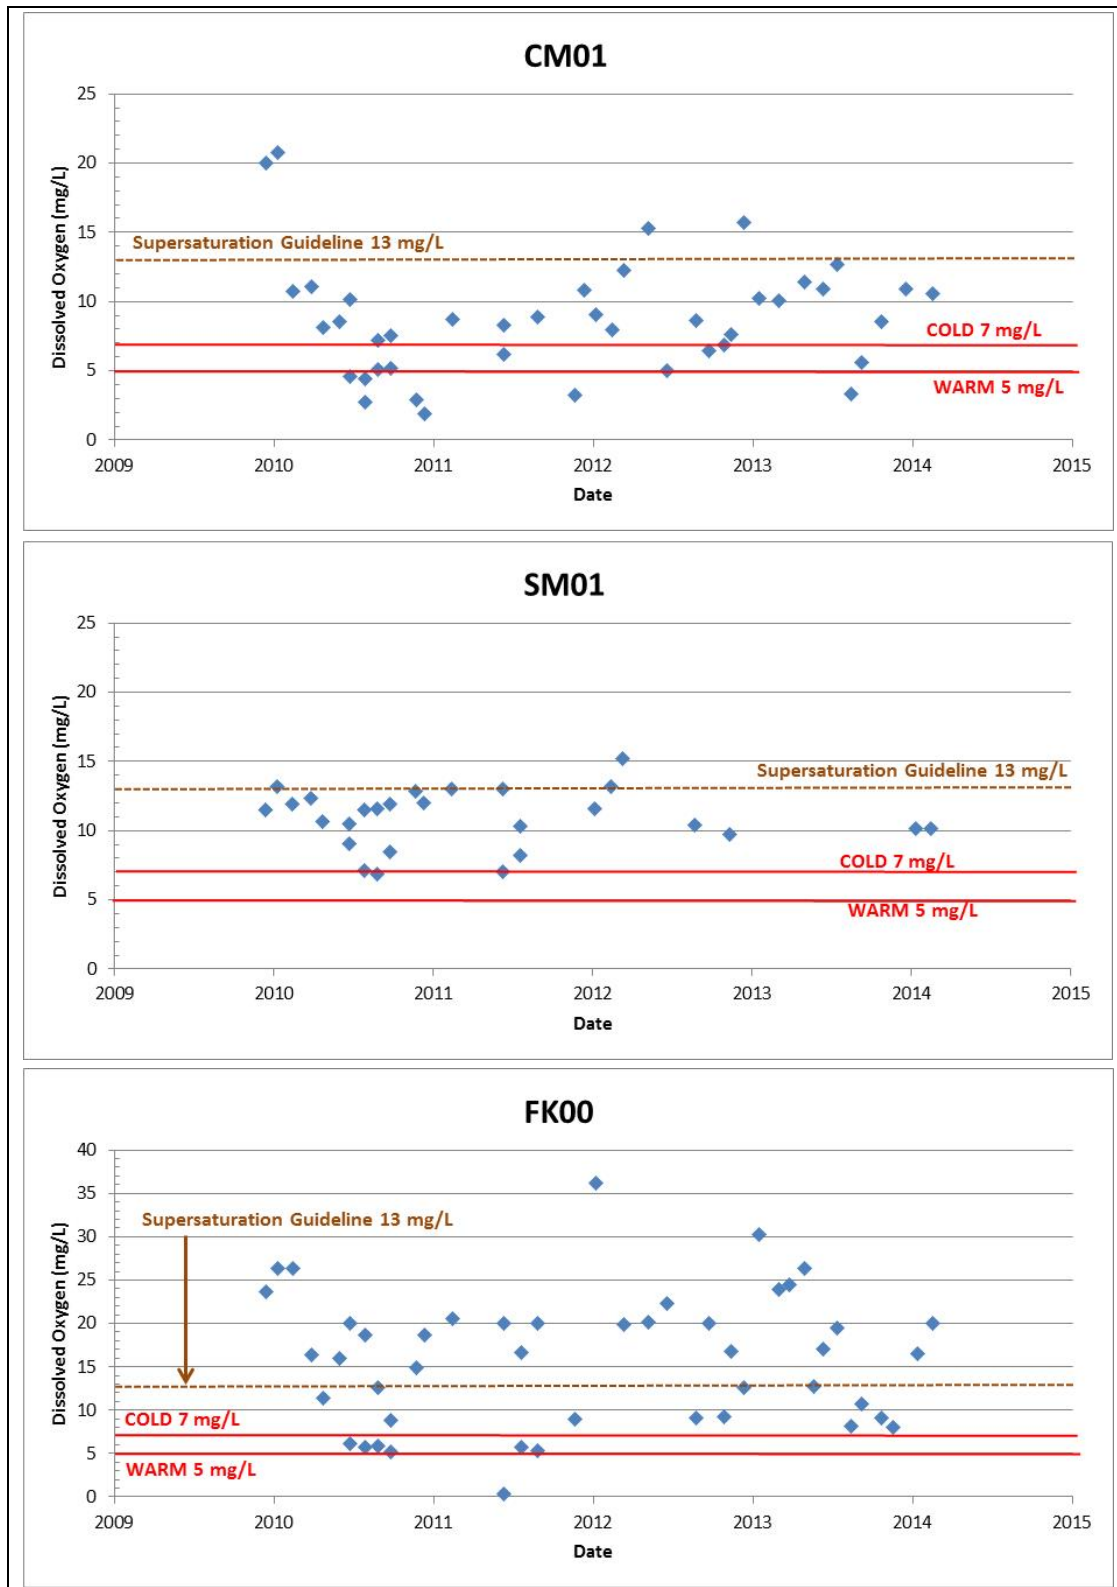 CM01
25
20
15
10
5
0
Dissolved Oxygen (mg/L)
Supersaturation Guideline 13 mg/L
COLD 7 mg/L
WARM 5 mg/L
2009 2010 2011 2012 2013 2014 2015
Date
SM01
25
20
15
10
5
0
Dissolved Oxygen (mg/L)
Supersaturation Guideline 13 mg/L
COLD 7 mg/L
WARM 5 mg/L
2009 2010 2011 2012 2013 2014 2015
Date
FK00
40
35
30
25
20
15
10
5
0
Dissolved Oxygen (mg/L)
Supersaturation Guideline 13 mg/L
COLD 7 mg/L
WARM 5 mg/L
2009 2010 2011 2012 2013 2014 2015
Date